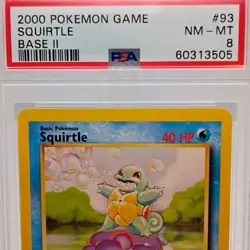 2000 POKEMON GAME #93
SQUIRTLE NM - MT
BASE II 8
PSA 60313505
Basic Pokémon
Squirtle 40 HP